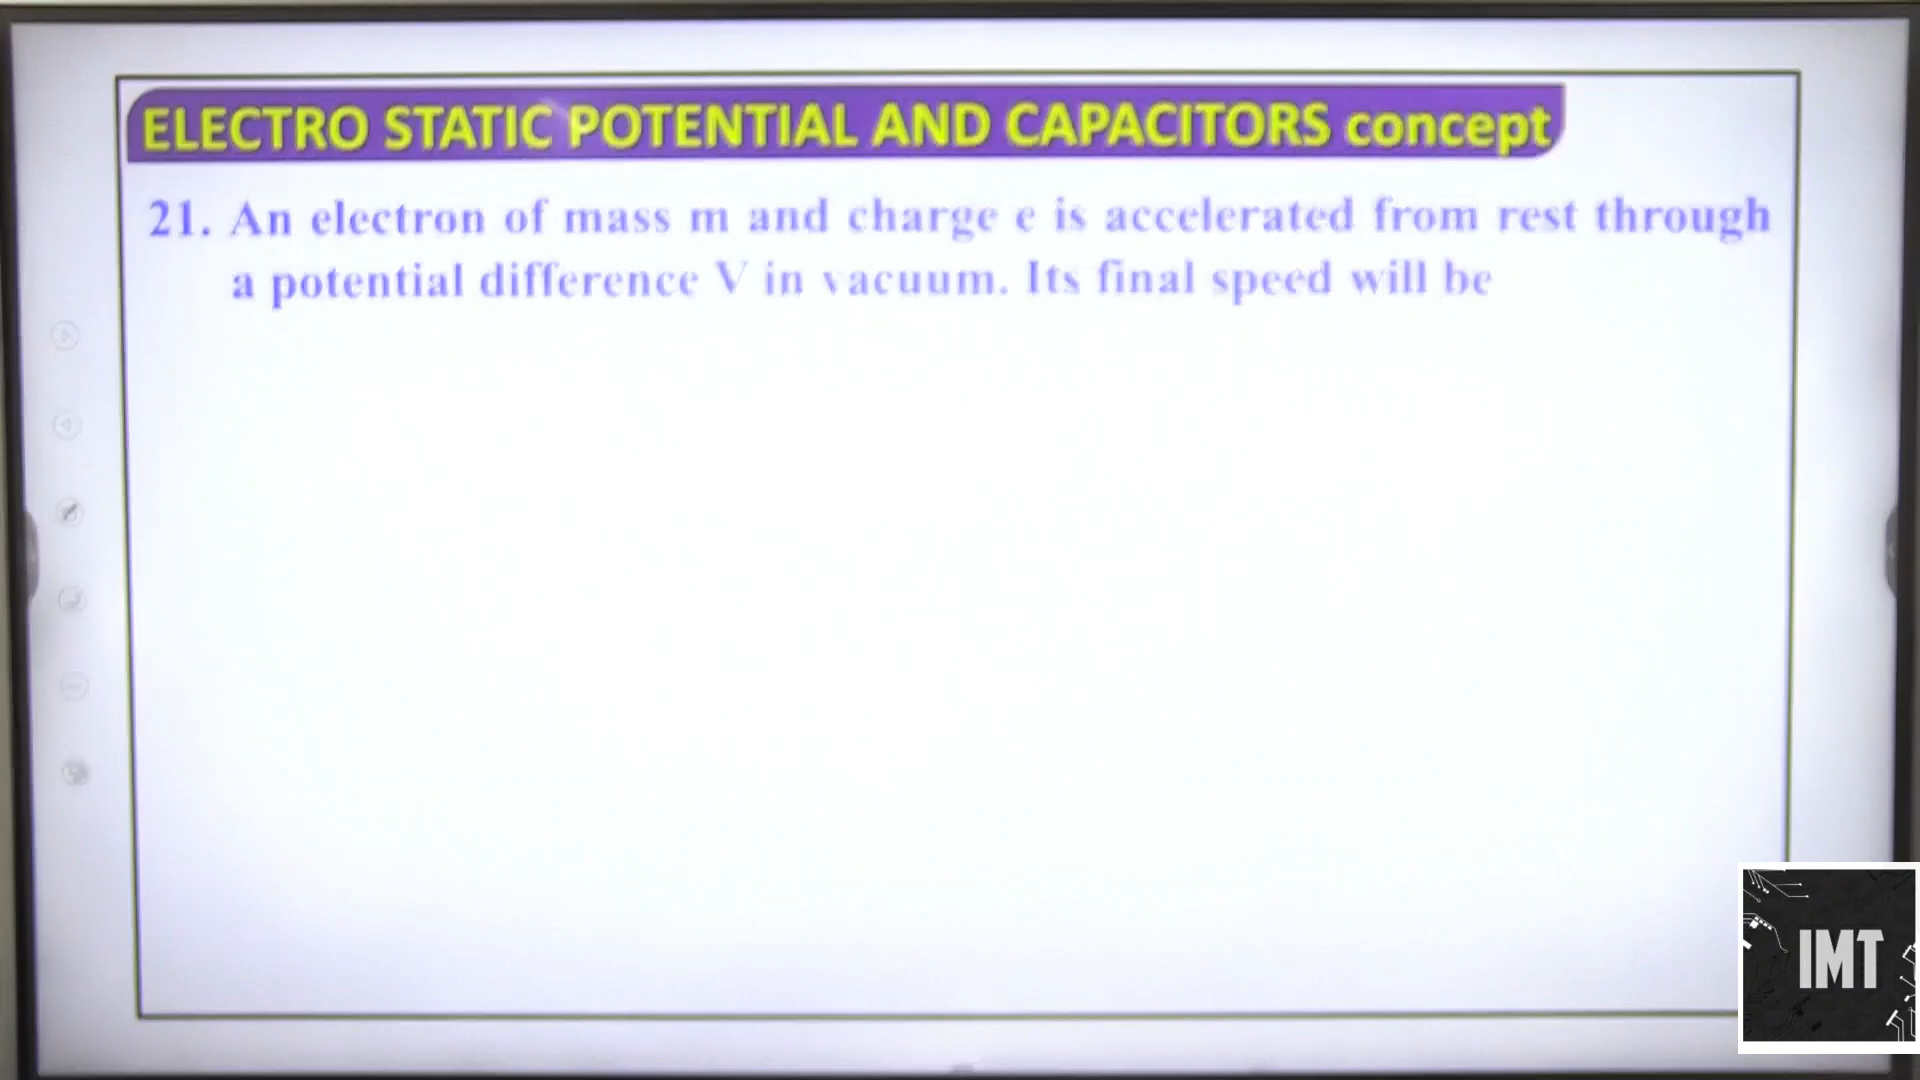 ELECTRO STATIC POTENTIAL AND CAPACITORS concept
21. An electron of mass m and charge e is accelerated from rest through
a potential difference V in vacuum. Its final speed will be
IMT